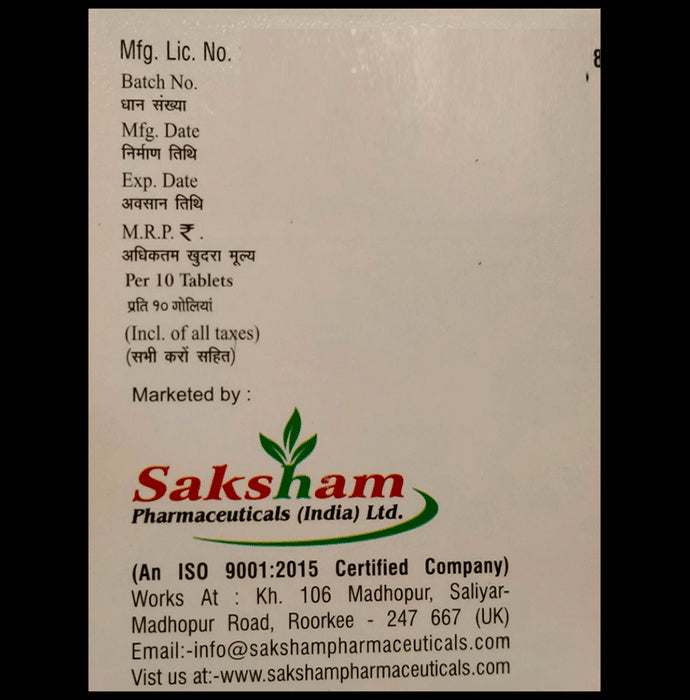 Mfg. Lic. No.
Batch No.
धान संख्या
Mfg. Date
निर्माण तिथि
Exp. Date
अवसान तिथि
M.R.P. ₹ .
अधिकतम खुदरा मूल्य
Per 10 Tablets
प्रति १० गोलियां
(Incl. of all taxes)
(सभी करों सहित)
Marketed by :
Saksham
Pharmaceuticals (India) Ltd.
(An ISO 9001:2015 Certified Company)
Works At : Kh. 106 Madhopur, Saliyar-
Madhopur Road, Roorkee - 247 667 (UK)
Email:-info@sakshampharmaceuticals.com
Vist us at:-www.sakshampharmaceuticals.com